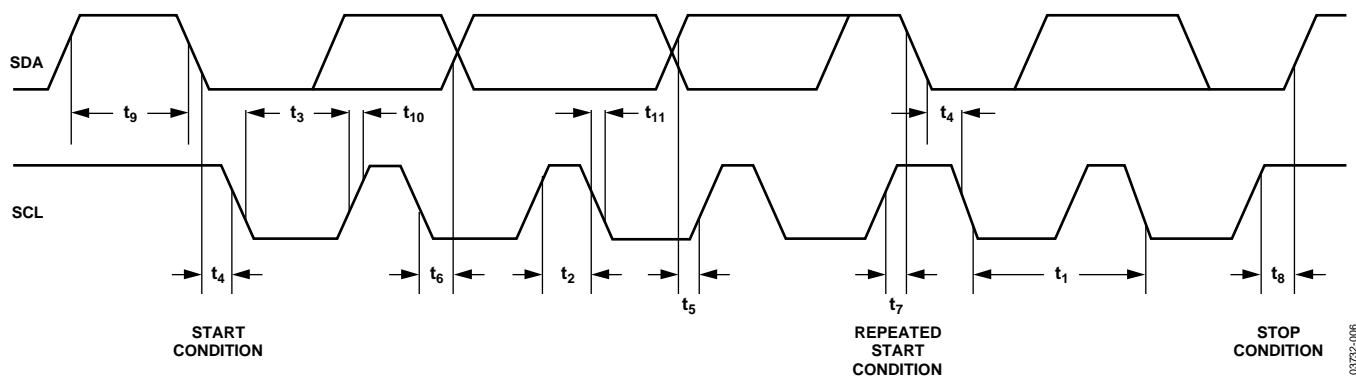 SDA
t9
t3
t10
t11
t4
SCL
t4
t6
t2
t5
t7
t1
t8
START
CONDITION
REPEATED
START
CONDITION
STOP
CONDITION
03732-006